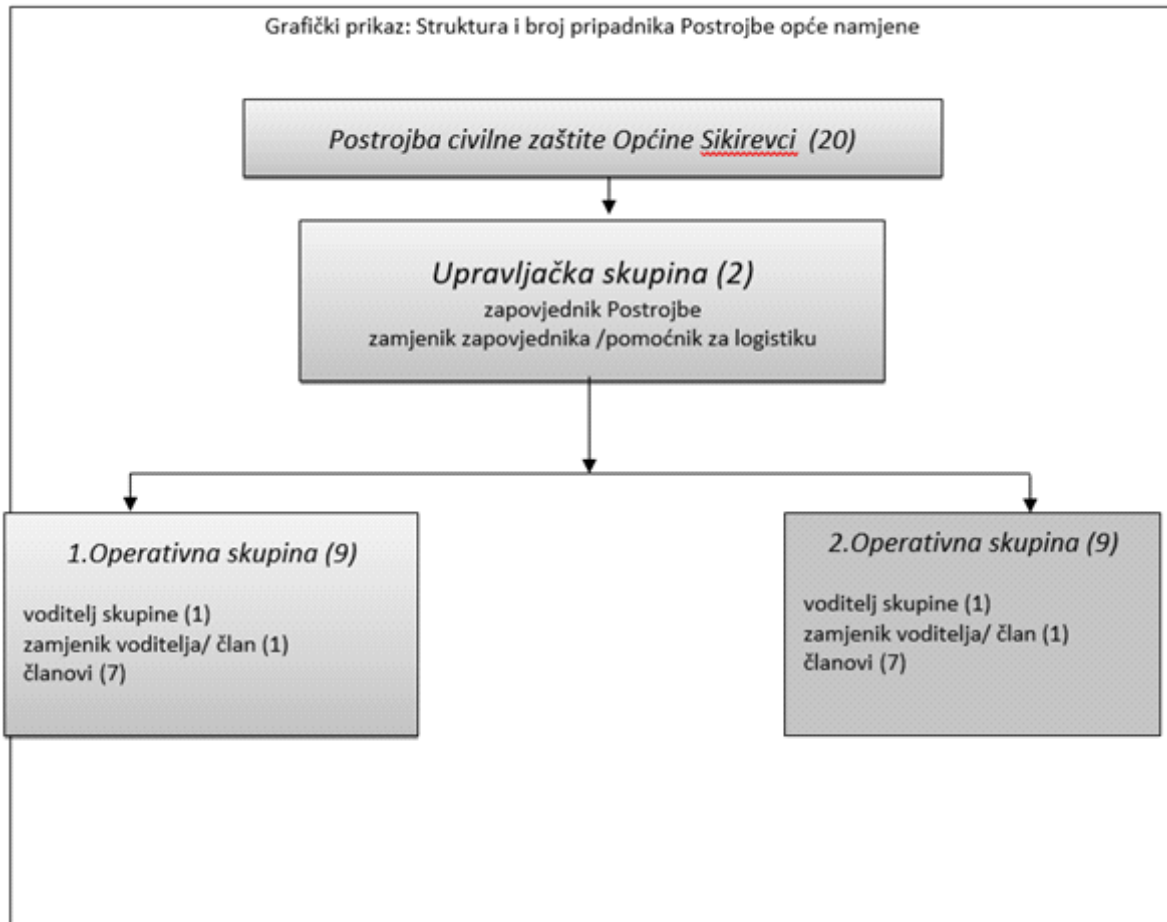 Grafički prikaz: Struktura i broj pripadnika Postrojbe opće namjene
Postrojba civilne zaštite Općine Sikirevci (20)
Upravljačka skupina (2)
zapovjednik Postrojbe
zamjenik zapovjednika /pomoćnik za logistiku
1.Operativna skupina (9)
voditelj skupine (1)
zamjenik voditelja/ član (1)
članovi (7)
2.Operativna skupina (9)
voditelj skupine (1)
zamjenik voditelja/ član (1)
članovi (7)